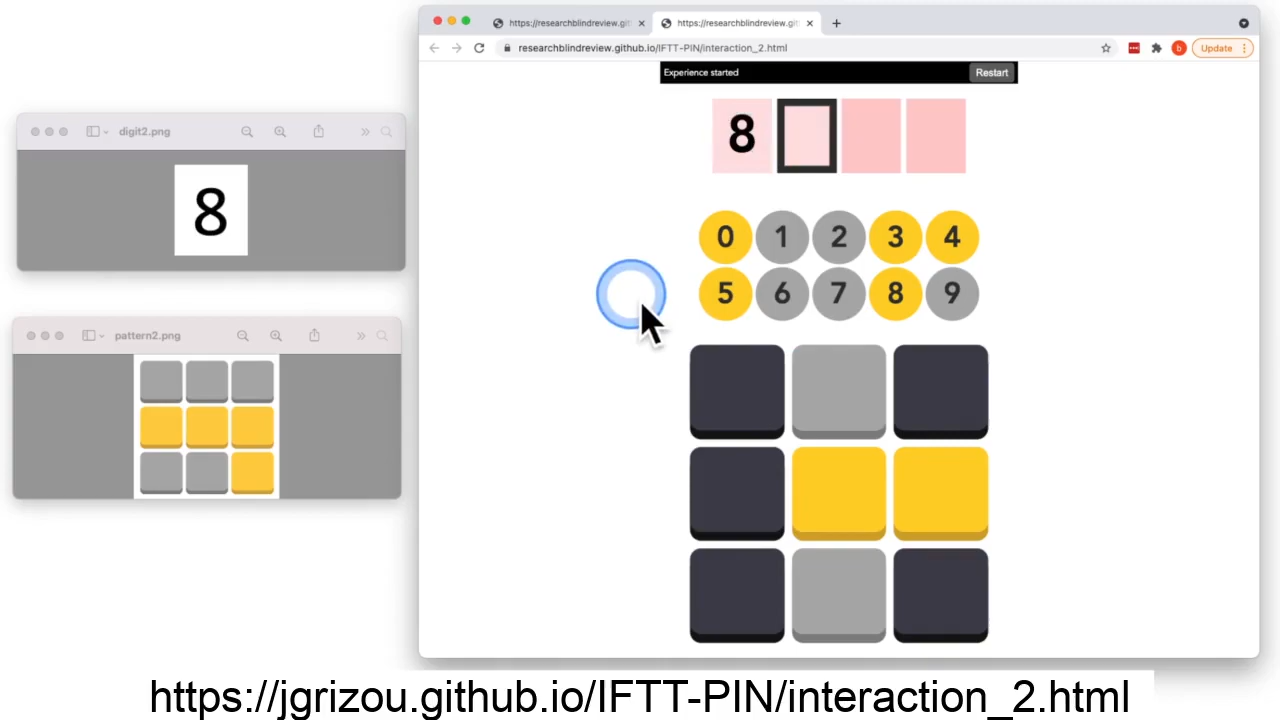 https://researchblindreview.git
https://researchblindreview.git
researchblindreview.github.io/IFTT-PIN/interaction_2.html
b
Update
Experience started
Restart
digit2.png
8
8
0 1 2 3 4
5 6 7 8 9
pattern2.png
https://jgrizou.github.io/IFTT-PIN/interaction_2.html